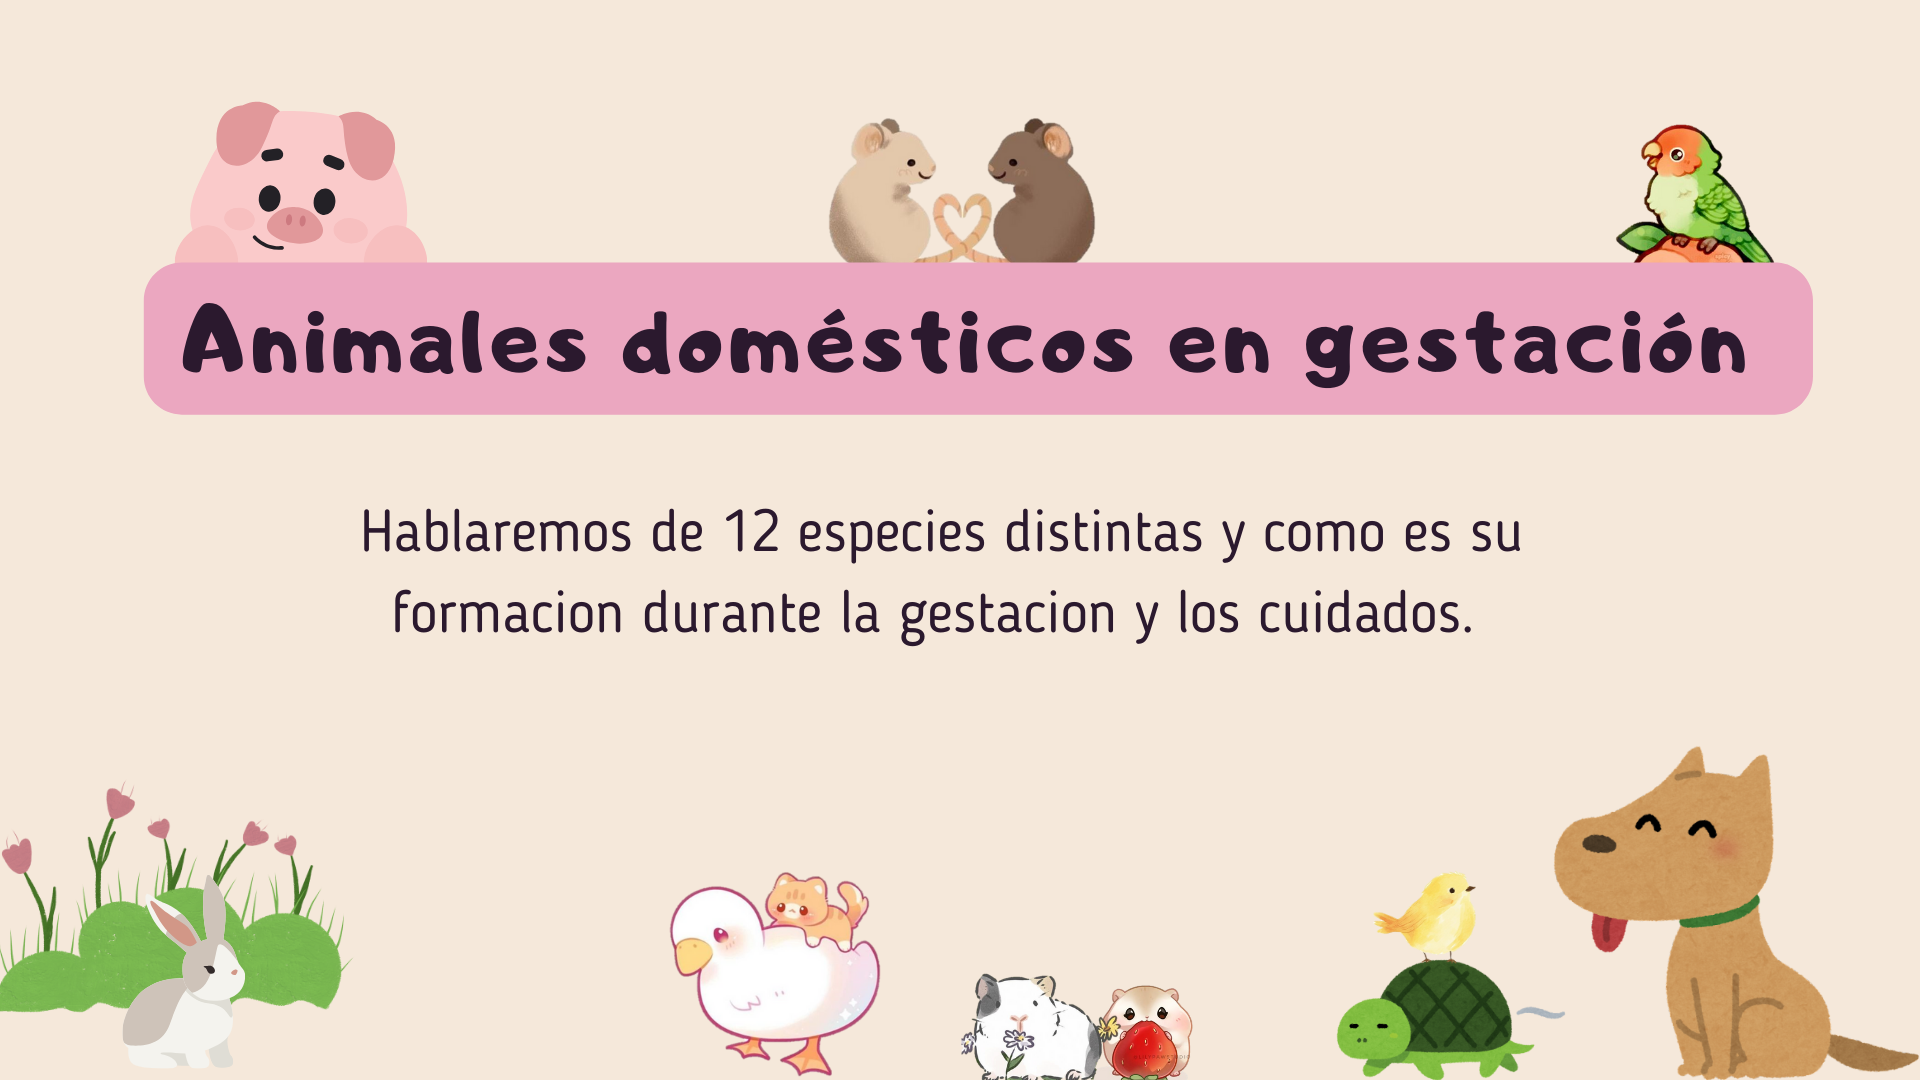 Animales domésticos en gestación
Hablaremos de 12 especies distintas y como es su
formacion durante la gestacion y los cuidados.